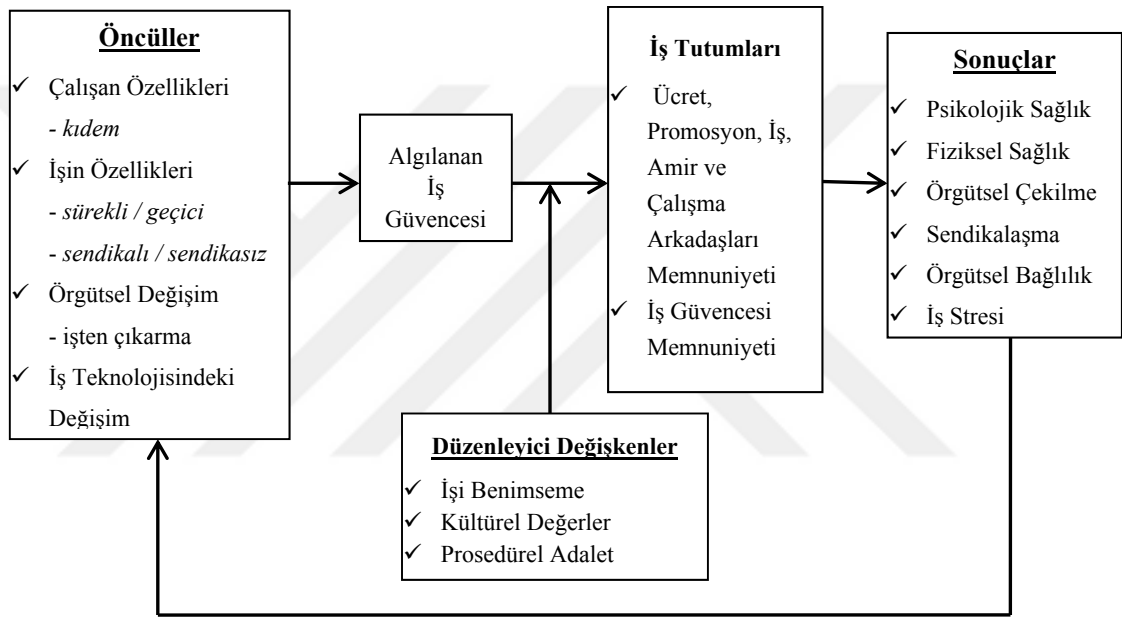 Öncüller
✓ Çalışan Özellikleri
- kıdem
✓ İşin Özellikleri
- sürekli / geçici
- sendikalı / sendikasız
✓ Örgütsel Değişim
- işten çıkarma
✓ İş Teknolojisindeki
Değişim
Algılanan
İş
Güvencesi
İş Tutumları
✓ Ücret,
Promosyon, İş,
Amir ve
Çalışma
Arkadaşları
Memnuniyeti
✓ İş Güvencesi
Memnuniyeti
Sonuçlar
✓ Psikolojik Sağlık
✓ Fiziksel Sağlık
✓ Örgütsel Çekilme
✓ Sendikalaşma
✓ Örgütsel Bağlılık
✓ İş Stresi
Düzenleyici Değişkenler
✓ İşi Benimseme
✓ Kültürel Değerler
✓ Prosedürel Adalet